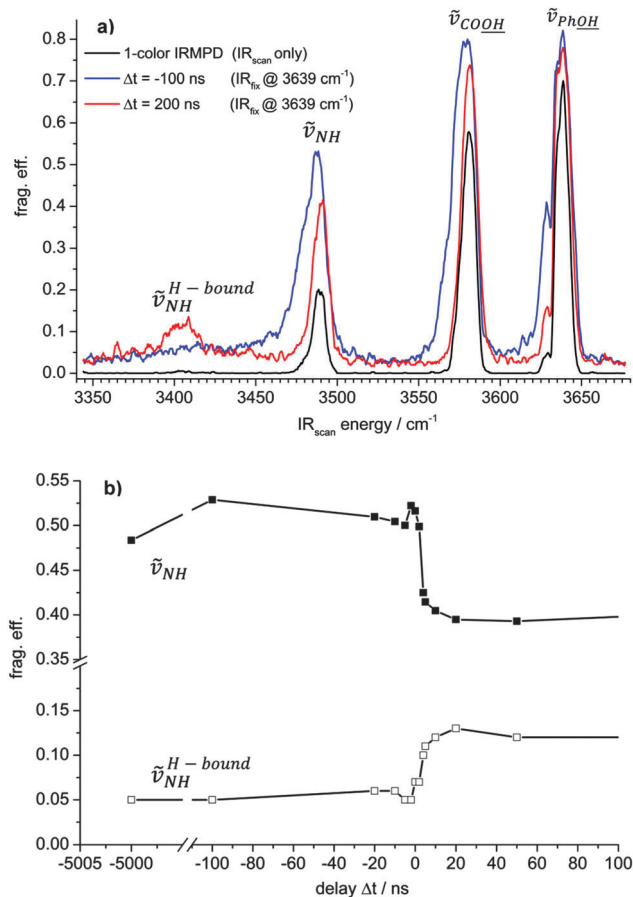 a)
1-color IRMPD (IRscan only)
Δt = -100 ns (IRfix @ 3639 cm-1)
Δt = 200 ns (IRfix @ 3639 cm-1)
ṽCOOH
ṽPhOH
ṽNH
ṽNH H-bound
frag. eff.
0.8
0.7
0.6
0.5
0.4
0.3
0.2
0.1
0.0
3350 3400 3450 3500 3550 3600 3650
IRscan energy / cm-1
b)
frag. eff.
0.55
0.50
0.45
0.40
0.35
0.15
0.10
0.05
0.00
ṽNH
ṽNH H-bound
-5005 -5000 -100 -80 -60 -40 -20 0 20 40 60 80 100
delay Δt / ns